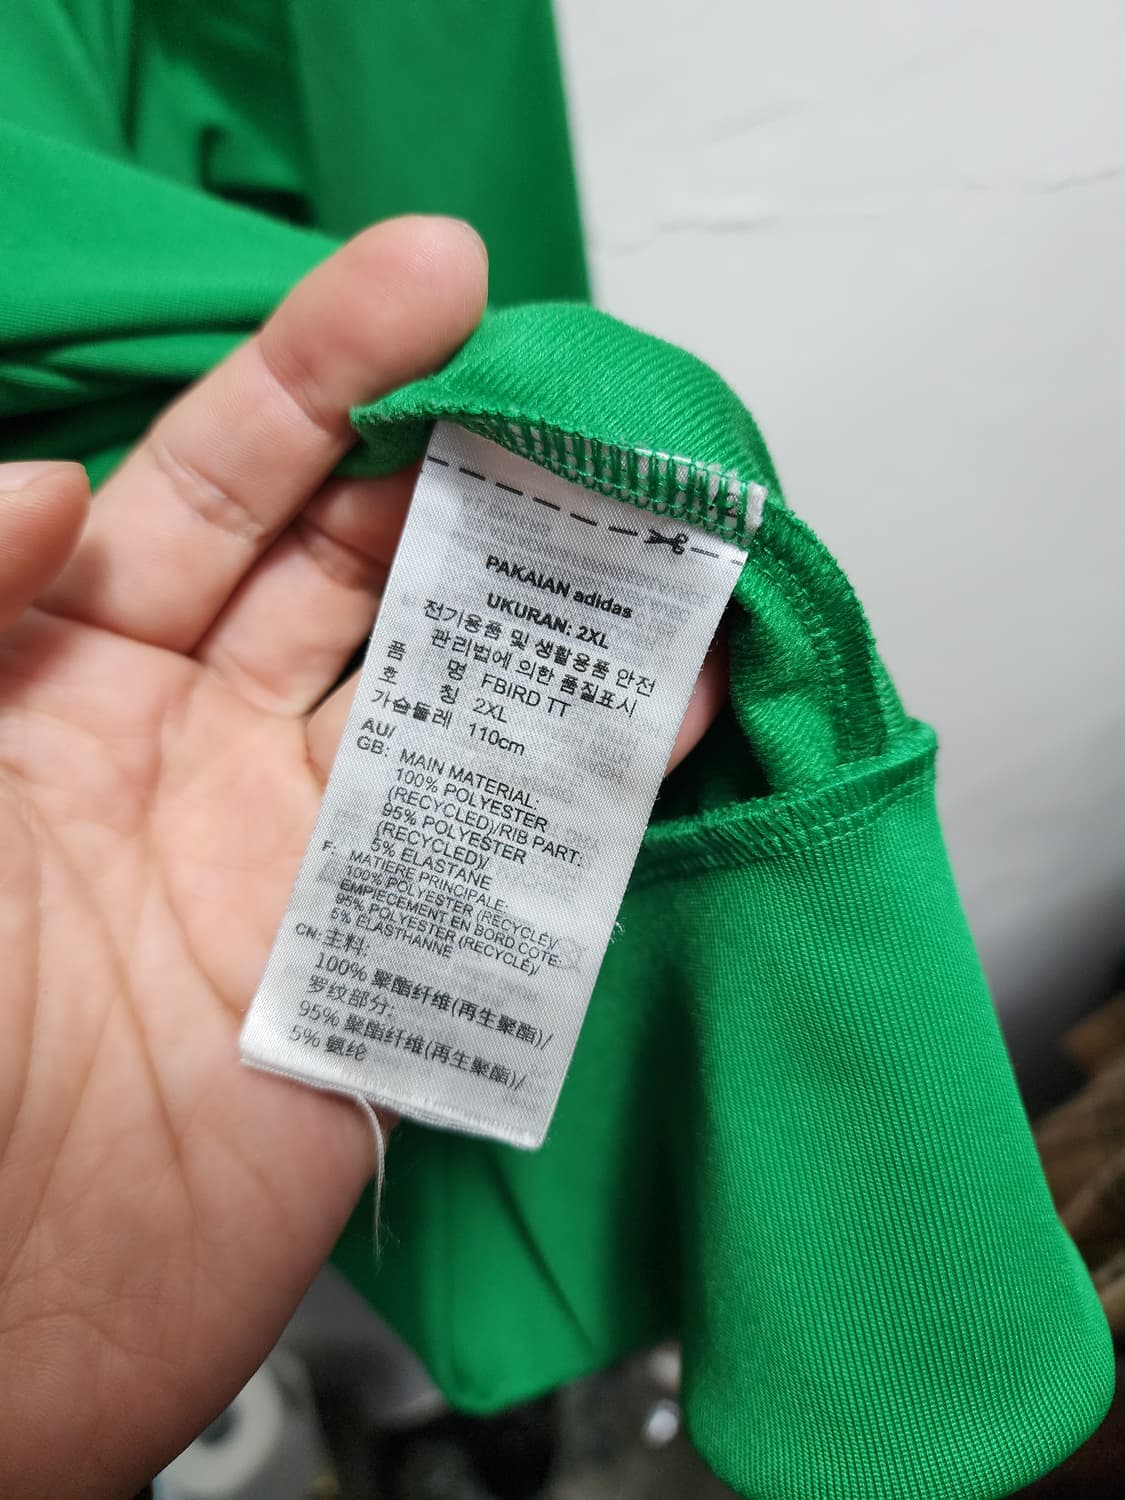 PAKAIAN adidas
UKURAN: 2XL
전기용품 및 생활용품 안전
관리법에 의한 품질표시
품 명 FBIRD TT
호 칭 2XL
가슴둘레 110cm
AU/
GB: MAIN MATERIAL:
100% POLYESTER
(RECYCLED)/RIB PART:
95% POLYESTER
(RECYCLED)/
5% ELASTANE
F: MATIERE PRINCIPALE:
100% POLYESTER (RECYCLÉ)/
EMPIECEMENT EN BORD COTE:
95% POLYESTER (RECYCLÉ)/
5% ELASTHANNE
CN: 主料:
100% 聚酯纤维(再生聚酯)/
罗纹部分:
95% 聚酯纤维(再生聚酯)/
5% 氨纶